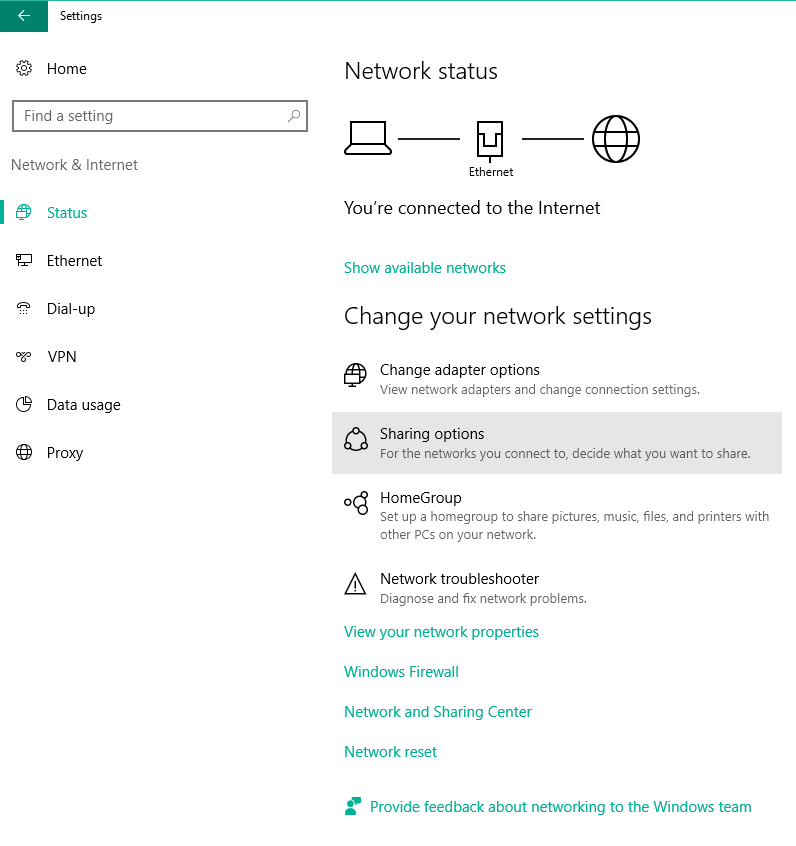 Settings
Home
Find a setting
Network & Internet
Status
Ethernet
Dial-up
VPN
Data usage
Proxy
Network status
Ethernet
You’re connected to the Internet
Show available networks
Change your network settings
Change adapter options
View network adapters and change connection settings.
Sharing options
For the networks you connect to, decide what you want to share.
HomeGroup
Set up a homegroup to share pictures, music, files, and printers with
other PCs on your network.
Network troubleshooter
Diagnose and fix network problems.
View your network properties
Windows Firewall
Network and Sharing Center
Network reset
Provide feedback about networking to the Windows team